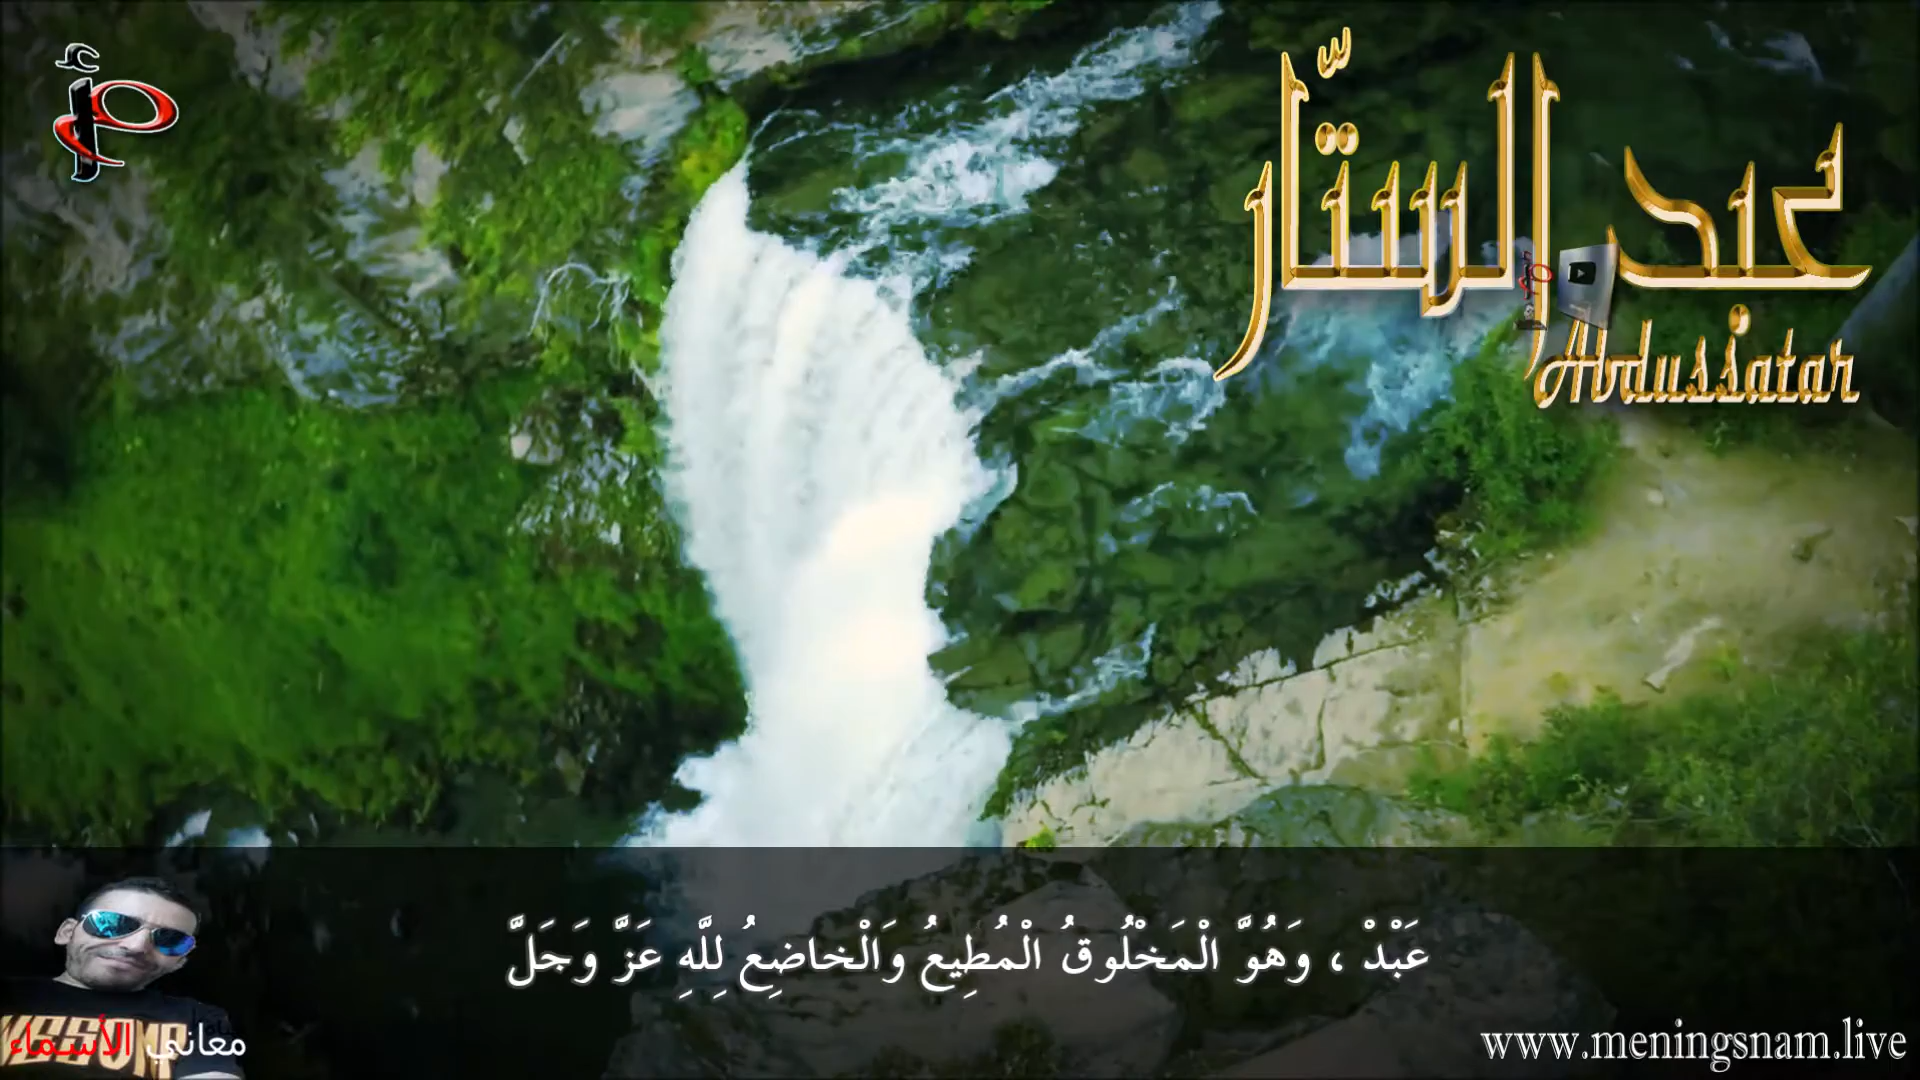 عبد الستّار
Abdussatar
عَبْدْ ، وَهُوَّ الْمَخْلُوقُ الْمُطِيعُ وَالْخاضِعُ لِلَّهِ عَزَّ وَجَلَّ
معاني الأسماء
www.meningsnam.live